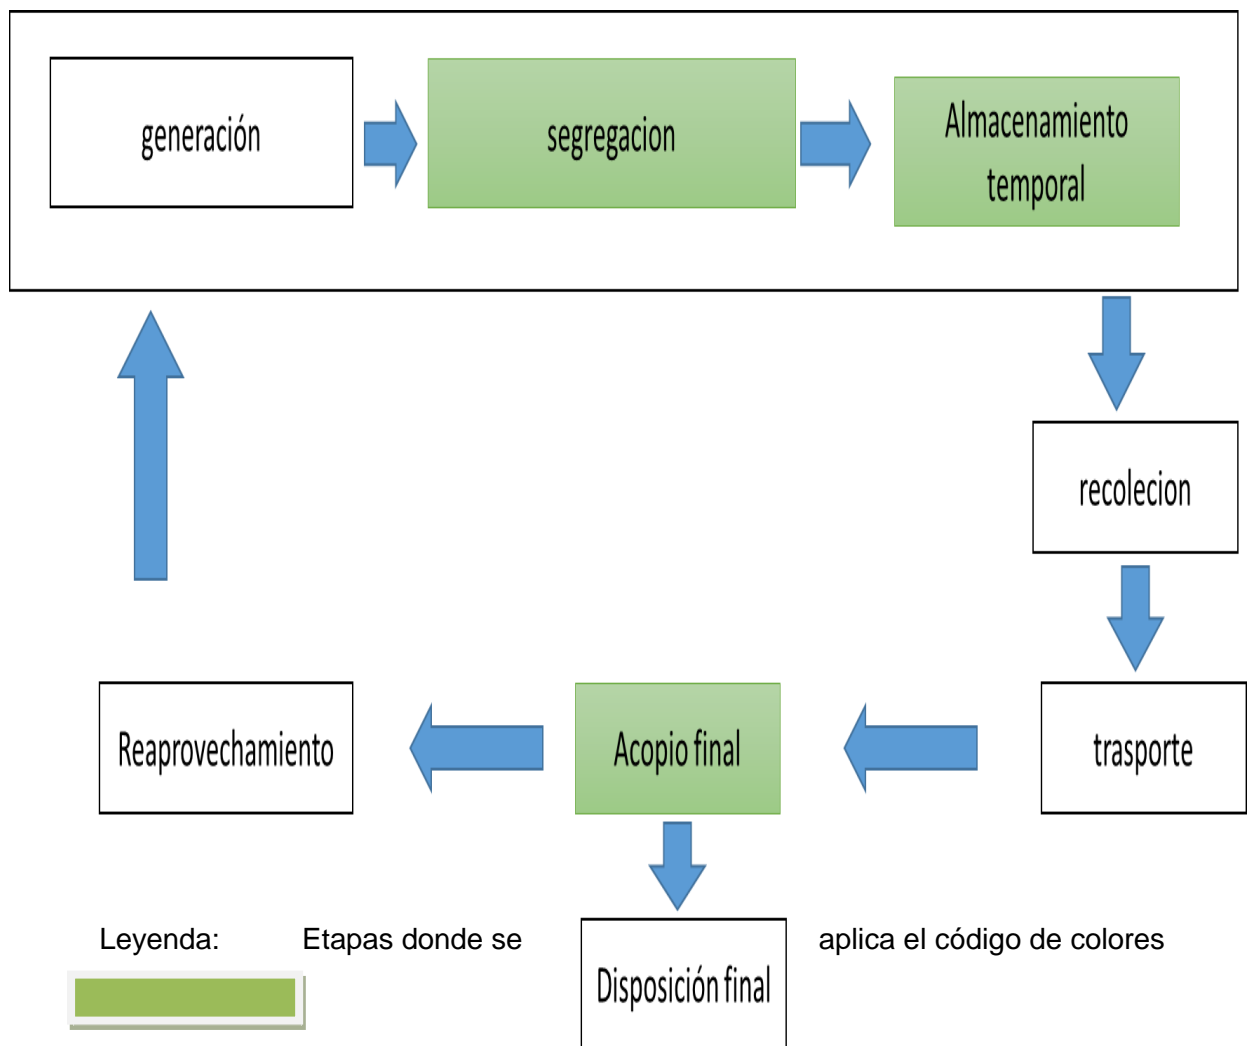 generación
segregacion
Almacenamiento
temporal
recolecion
trasporte
Acopio final
Reaprovechamiento
Leyenda: Etapas donde se aplica el código de colores
Disposición final